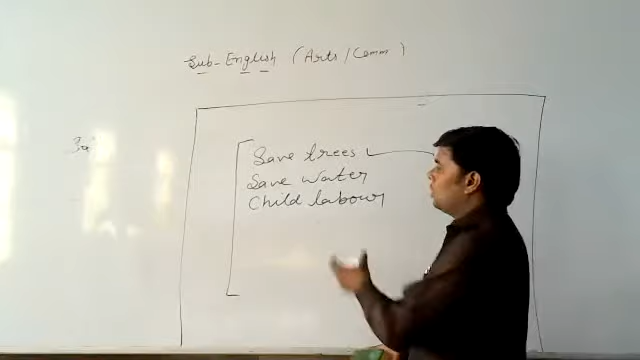 Sub-English (Arts/Comm)
Save trees
Save water
Child labour